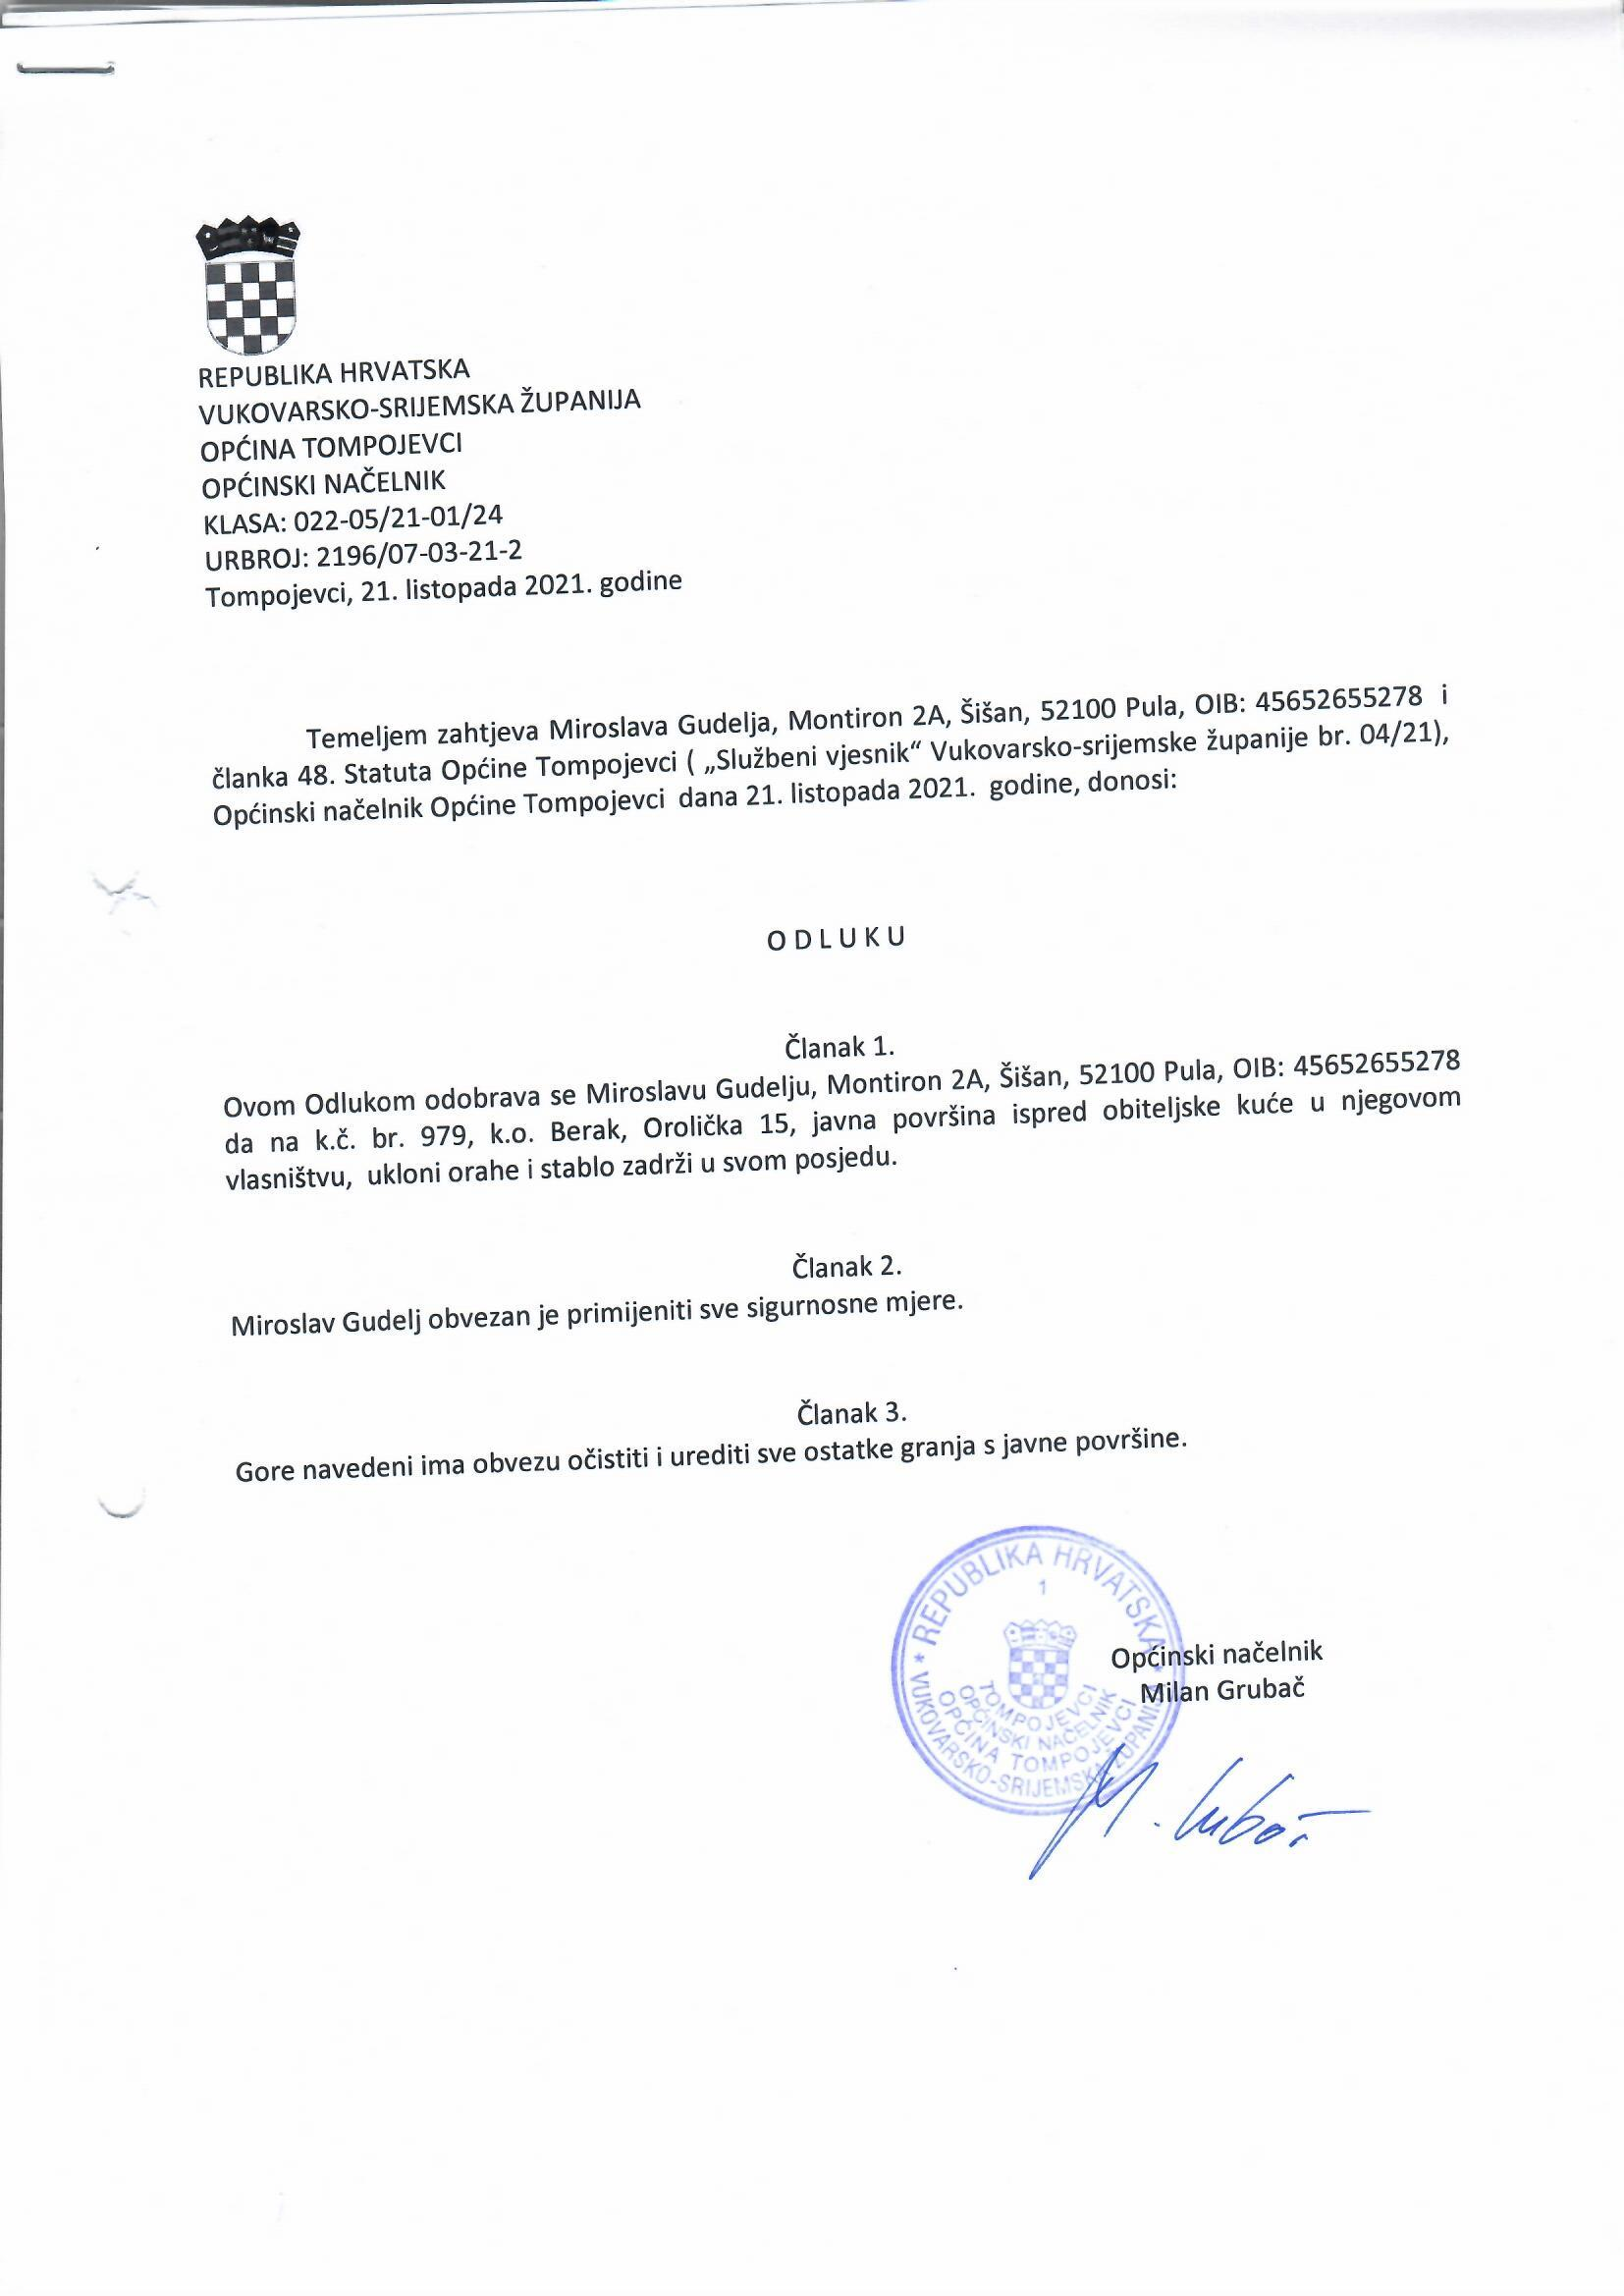 REPUBLIKA HRVATSKA
VUKOVARSKO-SRIJEMSKA ŽUPANIJA
OPĆINA TOMPOJEVCI
OPĆINSKI NAČELNIK
KLASA: 022-05/21-01/24
URBROJ: 2196/07-03-21-2
Tompojevci, 21. listopada 2021. godine
Temeljem zahtjeva Miroslava Gudelja, Montiron 2A, Šišan, 52100 Pula, OIB: 45652655278 i
članka 48. Statuta Općine Tompojevci ( „Službeni vjesnik“ Vukovarsko-srijemske županije br. 04/21),
Općinski načelnik Općine Tompojevci dana 21. listopada 2021. godine, donosi:
O D L U K U
Članak 1.
Ovom Odlukom odobrava se Miroslavu Gudelju, Montiron 2A, Šišan, 52100 Pula, OIB: 45652655278
da na k.č. br. 979, k.o. Berak, Orolička 15, javna površina ispred obiteljske kuće u njegovom
vlasništvu, ukloni orahe i stablo zadrži u svom posjedu.
Članak 2.
Miroslav Gudelj obvezan je primijeniti sve sigurnosne mjere.
Članak 3.
Gore navedeni ima obvezu očistiti i urediti sve ostatke granja s javne površine.
* REPUBLIKA HRVATSKA *
1
TOMPOJEVCI
OPĆINSKI NAČELNIK
OPĆINA TOMPOJEVCI
VUKOVARSKO-SRIJEMSKA ŽUPANIJA
Općinski načelnik
Milan Grubač